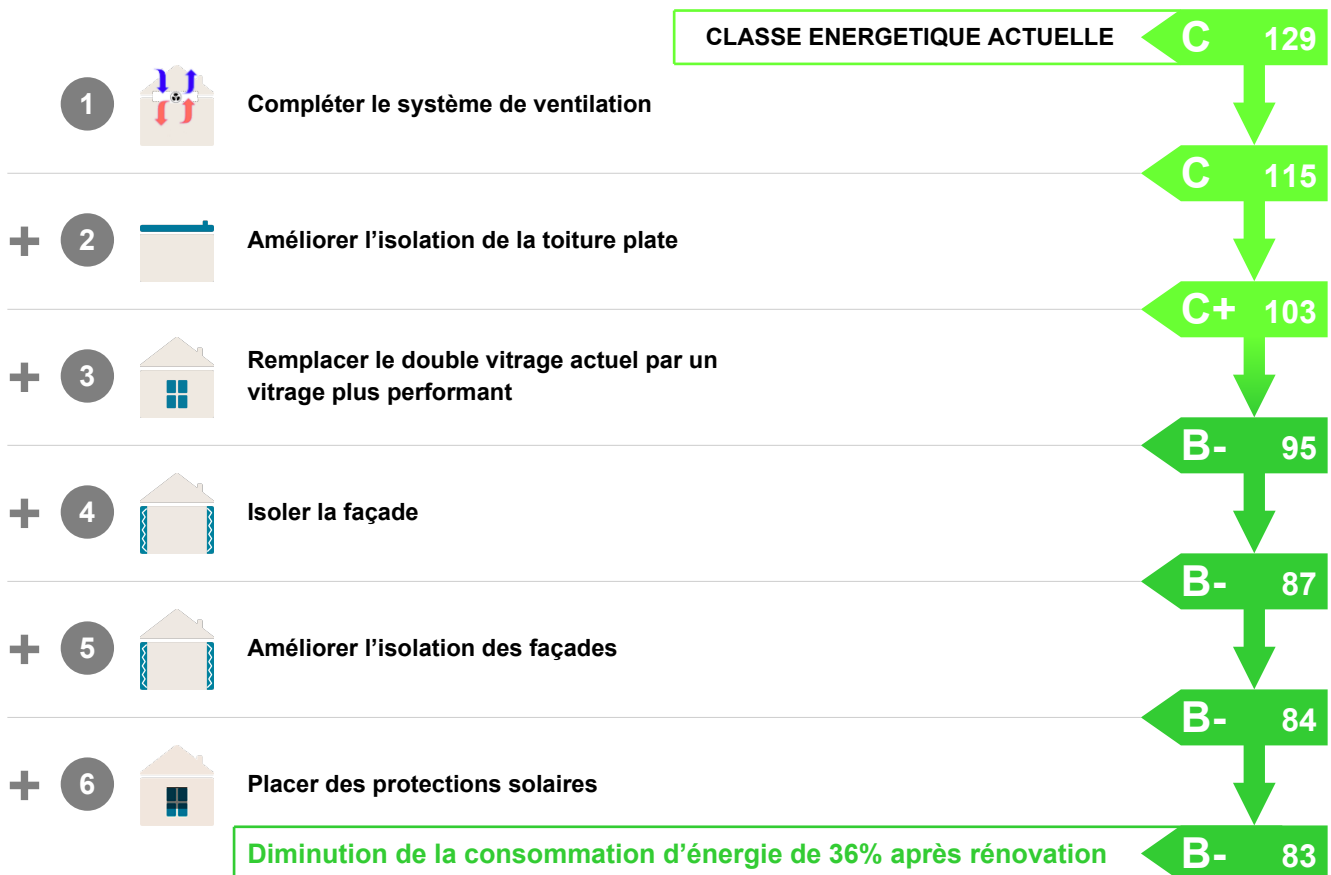 CLASSE ENERGETIQUE ACTUELLE C 129
1 Compléter le système de ventilation
C 115
+ 2 Améliorer l’isolation de la toiture plate
C+ 103
+ 3 Remplacer le double vitrage actuel par un
vitrage plus performant
B- 95
+ 4 Isoler la façade
B- 87
+ 5 Améliorer l’isolation des façades
B- 84
+ 6 Placer des protections solaires
Diminution de la consommation d’énergie de 36% après rénovation B- 83